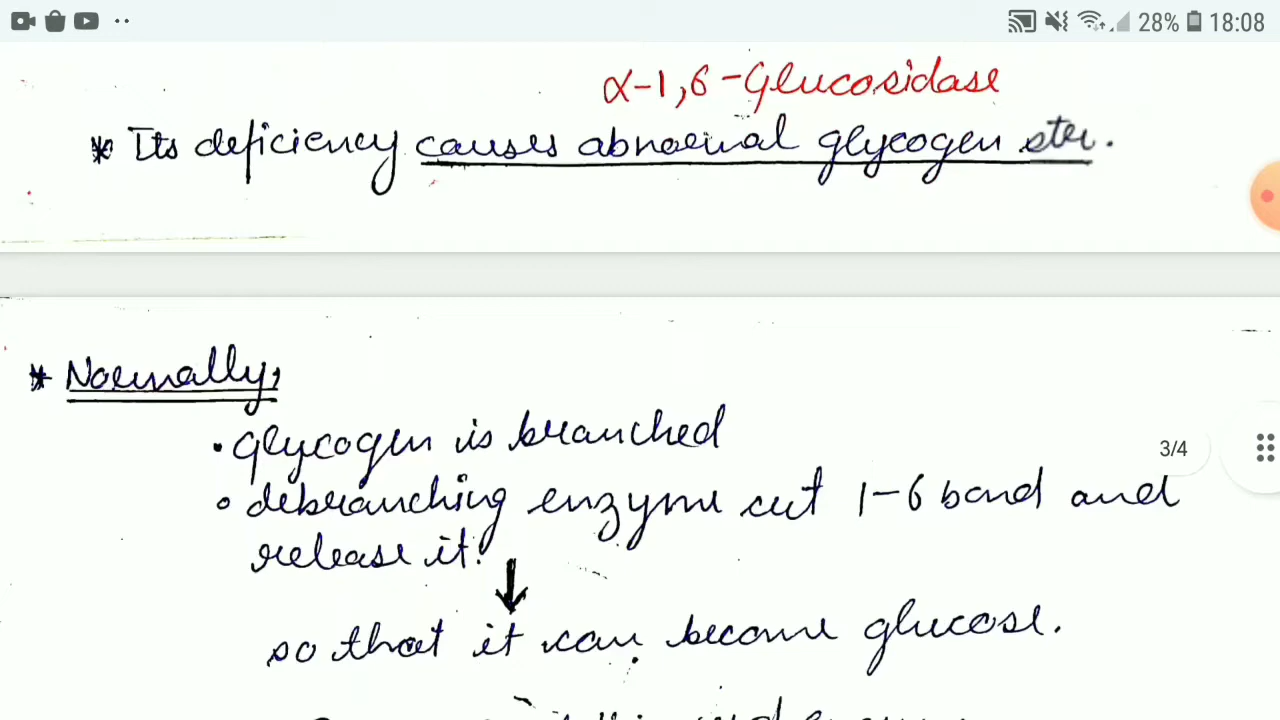 28% 18:08
α-1,6-Glucosidase
* Its deficiency causes abnormal glycogen str.
* Normally,
• glycogen is branched
• debranching enzyme cut 1-6 bond and
3/4
release it.
↓
so that it can become glucose.